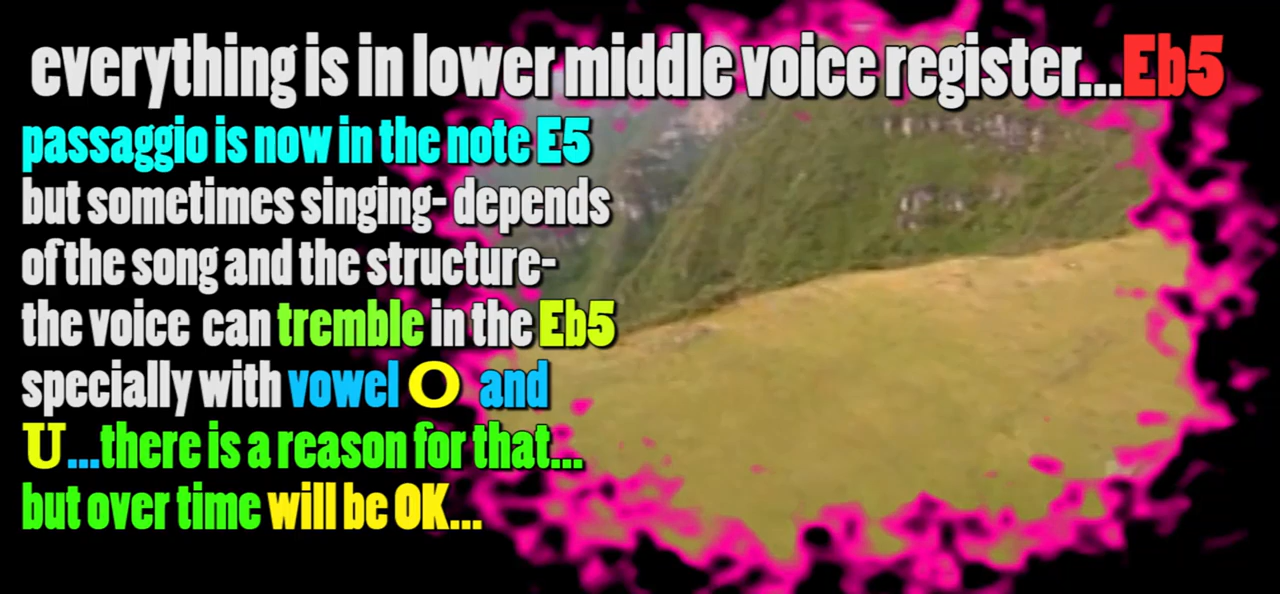 everything is in lower middle voice register...Eb5
passaggio is now in the note E5
but sometimes singing- depends
of the song and the structure-
the voice can tremble in the Eb5
specially with vowel O and
U...there is a reason for that...
but over time will be OK...